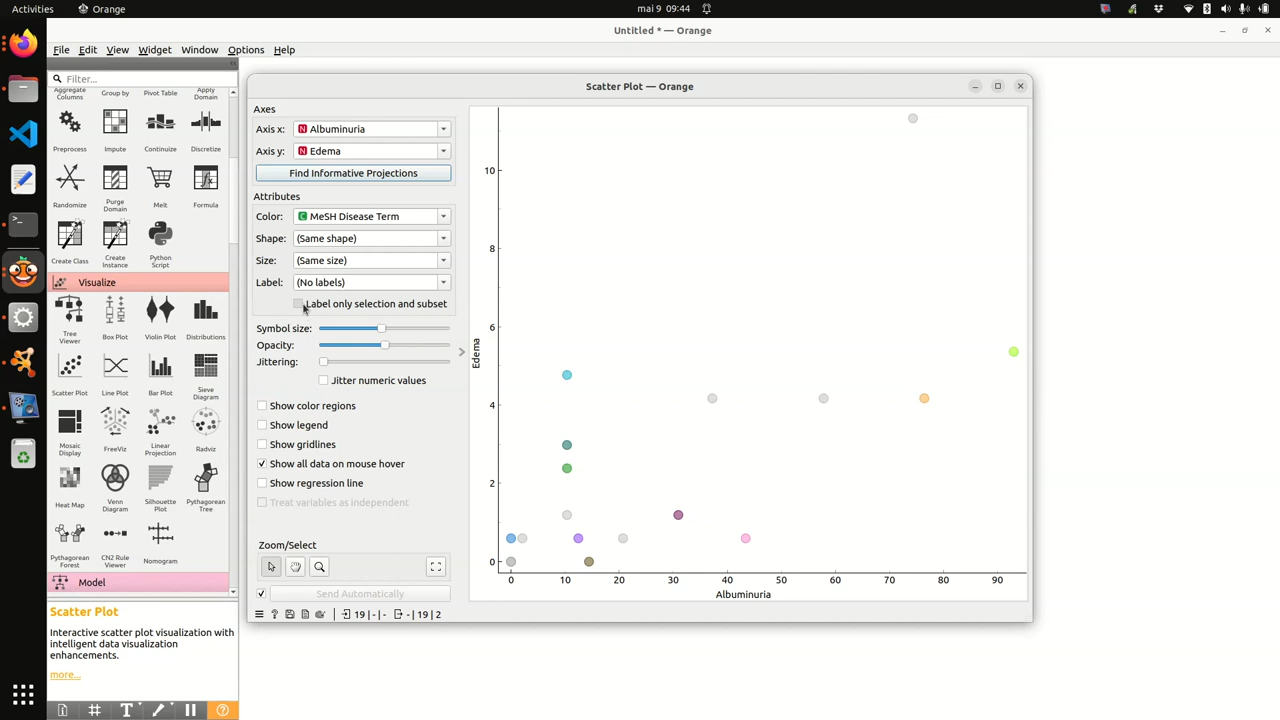 Activities Orange mai 9 09:44
Untitled * — Orange
File Edit View Widget Window Options Help
Filter...
Aggregate Columns Group by Pivot Table Apply Domain
Preprocess Impute Continuize Discretize
Randomize Purge Domain Melt Formula
Create Class Create Instance Python Script
Visualize
Tree Viewer Box Plot Violin Plot Distributions
Scatter Plot Line Plot Bar Plot Sieve Diagram
Mosaic Display FreeViz Linear Projection Radviz
Heat Map Venn Diagram Silhouette Plot Pythagorean Tree
Pythagorean Forest CN2 Rule Viewer Nomogram
Model
Scatter Plot
Interactive scatter plot visualization with
intelligent data visualization
enhancements.
more...
Scatter Plot — Orange
Axes
Axis x: N Albuminuria
Axis y: N Edema
Find Informative Projections
Attributes
Color: C MeSH Disease Term
Shape: (Same shape)
Size: (Same size)
Label: (No labels)
Label only selection and subset
Symbol size:
Opacity:
Jittering:
Jitter numeric values
Show color regions
Show legend
Show gridlines
Show all data on mouse hover
Show regression line
Treat variables as independent
Zoom/Select
Send Automatically
19 | - | - - | 19 | 2
10
8
6
4
2
0
Edema
0 10 20 30 40 50 60 70 80 90
Albuminuria